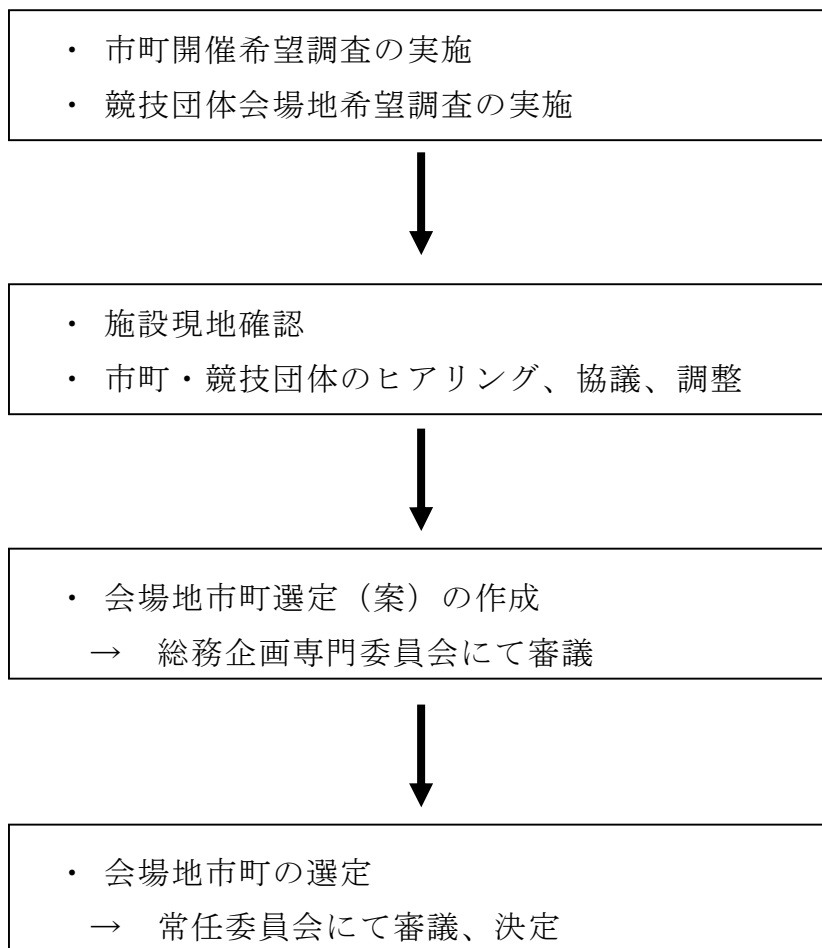 ・ 市町開催希望調査の実施
・ 競技団体会場地希望調査の実施
・ 施設現地確認
・ 市町・競技団体のヒアリング、協議、調整
・ 会場地市町選定（案）の作成
→ 総務企画専門委員会にて審議
・ 会場地市町の選定
→ 常任委員会にて審議、決定